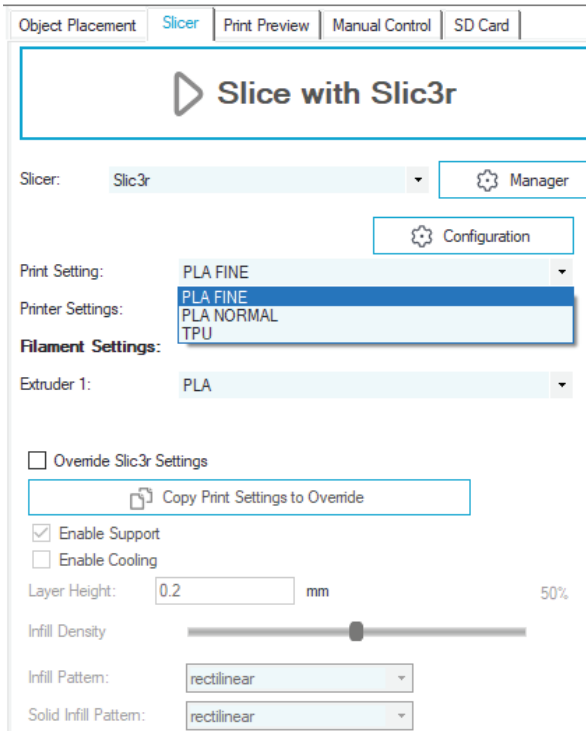 Object Placement Slicer Print Preview Manual Control SD Card
Slice with Slic3r
Slicer: Slic3r Manager
Configuration
Print Setting: PLA FINE
PLA FINE
Printer Settings: PLA NORMAL
TPU
Filament Settings:
Extruder 1: PLA
Override Slic3r Settings
Copy Print Settings to Override
Enable Support
Enable Cooling
Layer Height: 0.2 mm 50%
Infill Density
Infill Pattern: rectilinear
Solid Infill Pattern: rectilinear